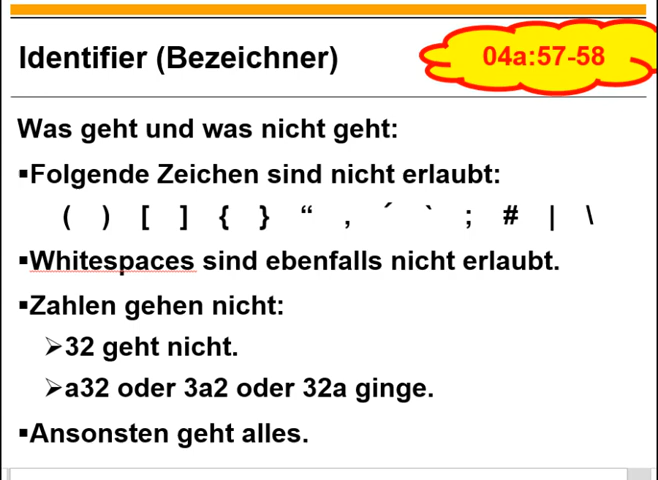 Identifier (Bezeichner)
04a:57-58
Was geht und was nicht geht:
▪Folgende Zeichen sind nicht erlaubt:
( ) [ ] { } “ , ´ ` ; # | \
▪Whitespaces sind ebenfalls nicht erlaubt.
▪Zahlen gehen nicht:
➢32 geht nicht.
➢a32 oder 3a2 oder 32a ginge.
▪Ansonsten geht alles.